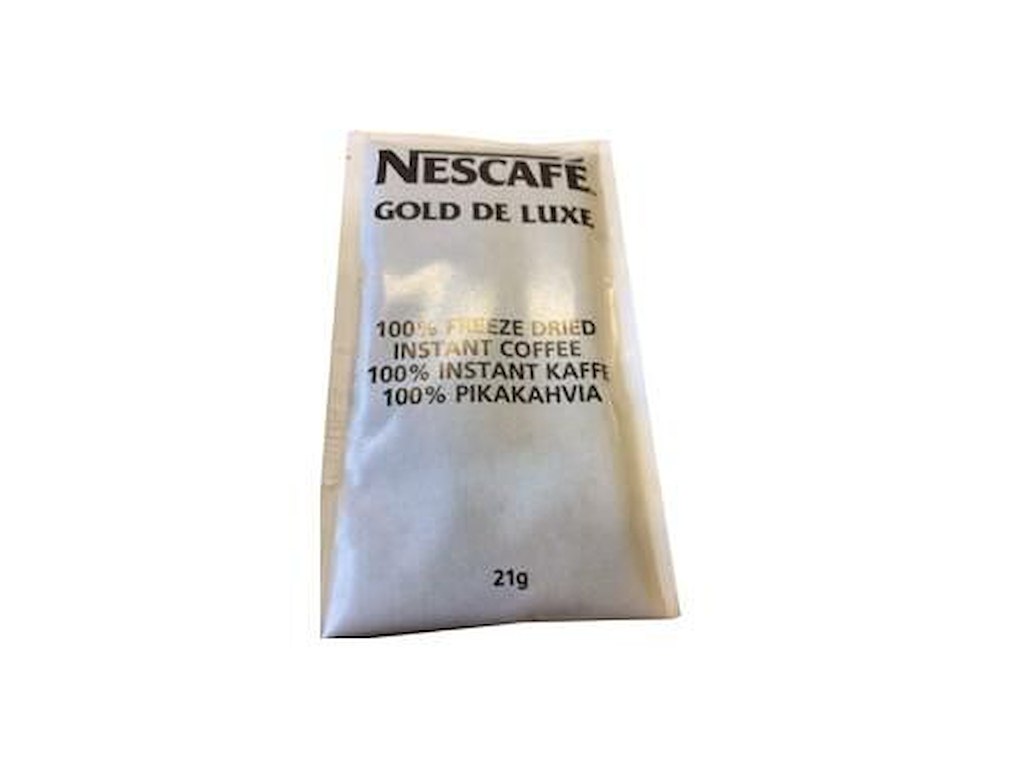 NESCAFÉ
GOLD DE LUXE
100% FREEZE DRIED
INSTANT COFFEE
100% INSTANT KAFFE
100% PIKAKAHVIA
21g